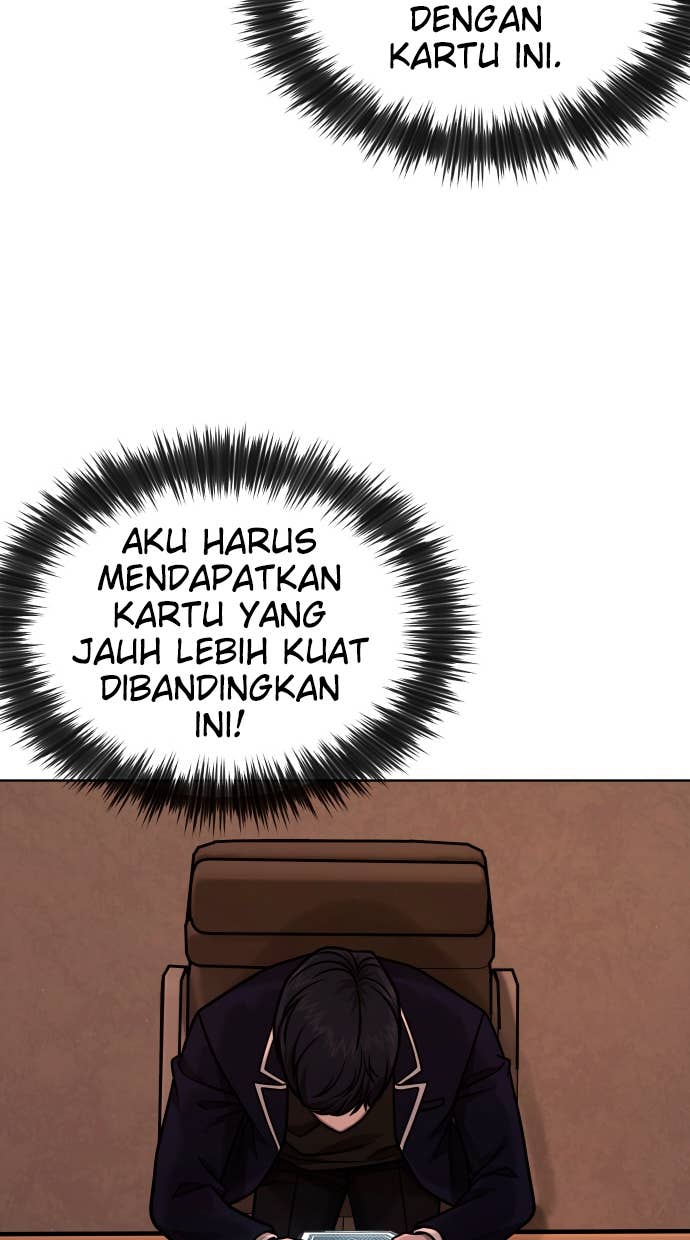 DENGAN
KARTU INI.
AKU HARUS
MENDAPATKAN
KARTU YANG
JAUH LEBIH KUAT
DIBANDINGKAN
INI!